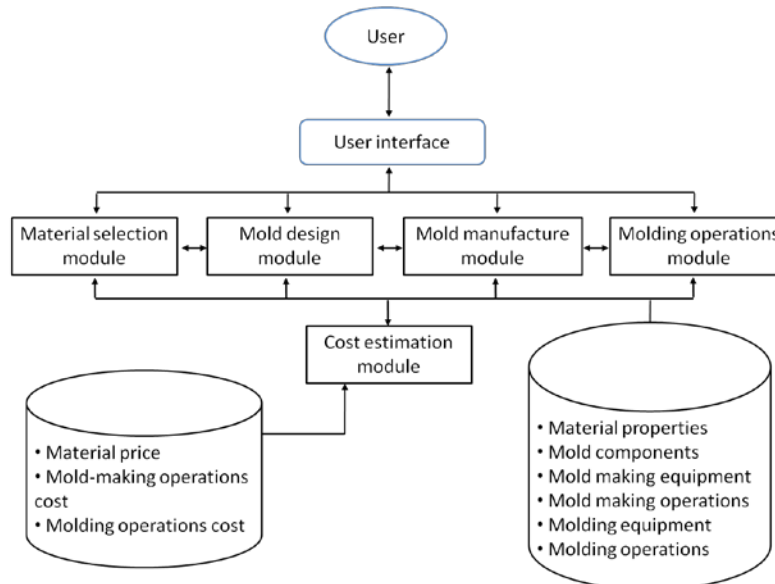 User
User interface
Material selection
module
Mold design
module
Mold manufacture
module
Molding operations
module
Cost estimation
module
• Material price
• Mold-making operations
cost
• Molding operations cost
• Material properties
• Mold components
• Mold making equipment
• Mold making operations
• Molding equipment
• Molding operations